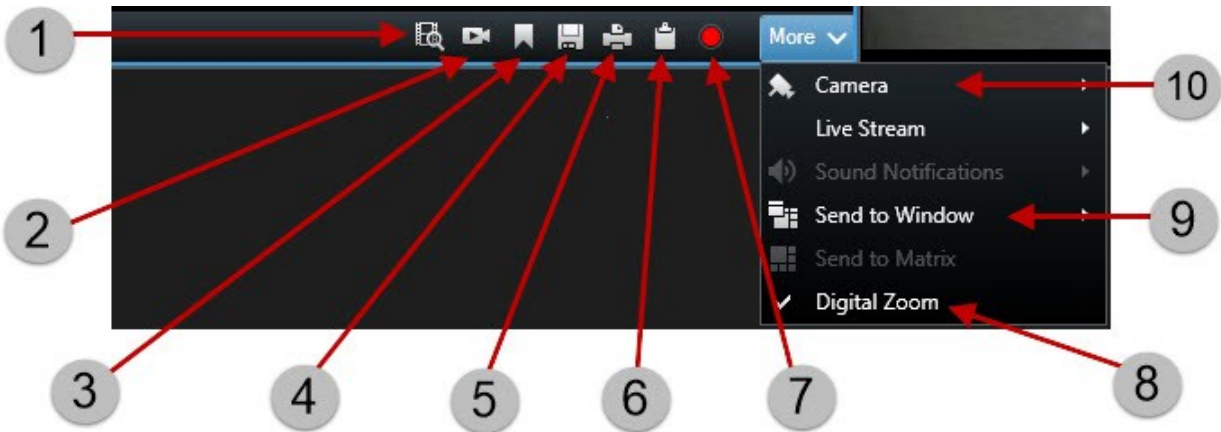 1
More
10
Camera
Live Stream
Sound Notifications
2
Send to Window
9
Send to Matrix
Digital Zoom
3
4
5
6
7
8